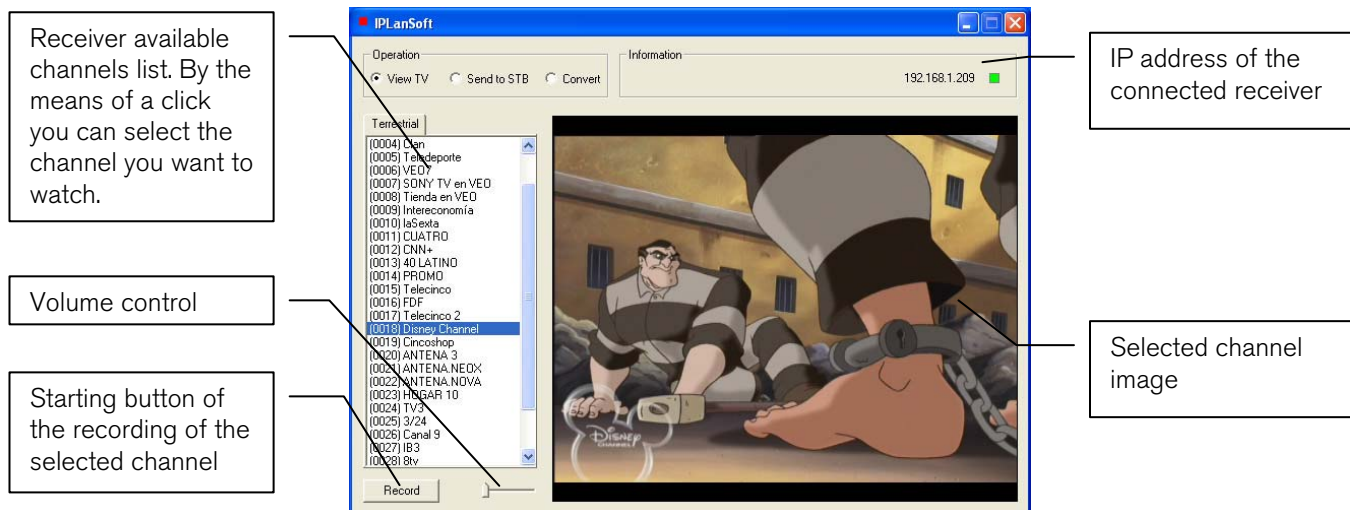 Receiver available
channels list. By the
means of a click
you can select the
channel you want to
watch.
Volume control
Starting button of
the recording of the
selected channel
IPLanSoft
Operation
View TV
Send to STB
Convert
Information
192.168.1.209
Terrestrial
(0004) Clan
(0005) Teledeporte
(0006) VEO7
(0007) SONY TV en VEO
(0008) Tienda en VEO
(0009) Intereconomía
(0010) laSexta
(0011) CUATRO
(0012) CNN+
(0013) 40 LATINO
(0014) PROMO
(0015) Telecinco
(0016) FDF
(0017) Telecinco 2
(0018) Disney Channel
(0019) Cincoshop
(0020) ANTENA 3
(0021) ANTENA.NEOX
(0022) ANTENA.NOVA
(0023) HOGAR 10
(0024) TV3
(0025) 3/24
(0026) Canal 9
(0027) IB3
(0028) 8tv
Record
Disney
CHANNEL
IP address of the
connected receiver
Selected channel
image